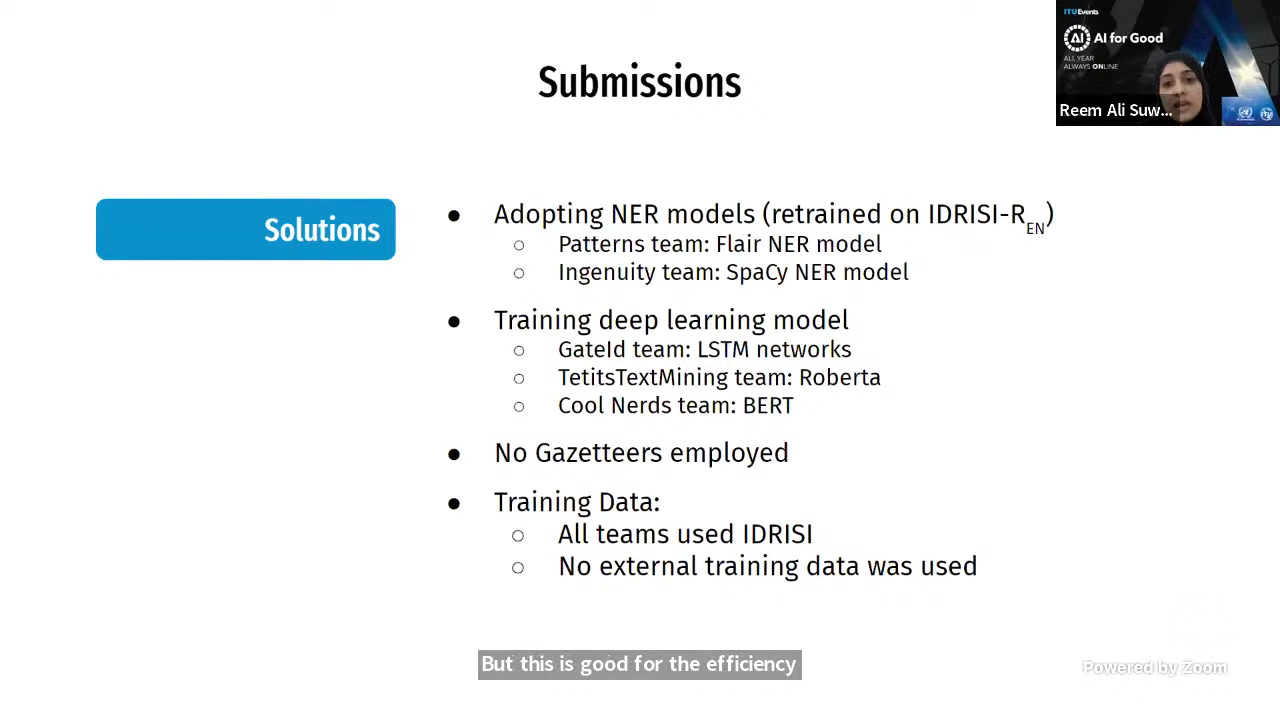 ITUEvents
AI
AI for Good
ALL YEAR
ALWAYS ONLINE
Reem Ali Suw...
Submissions
Solutions
● Adopting NER models (retrained on IDRISI-R_EN)
○ Patterns team: Flair NER model
○ Ingenuity team: SpaCy NER model
● Training deep learning model
○ GateId team: LSTM networks
○ TetitsTextMining team: Roberta
○ Cool Nerds team: BERT
● No Gazetteers employed
● Training Data:
○ All teams used IDRISI
○ No external training data was used
But this is good for the efficiency
Powered by Zoom